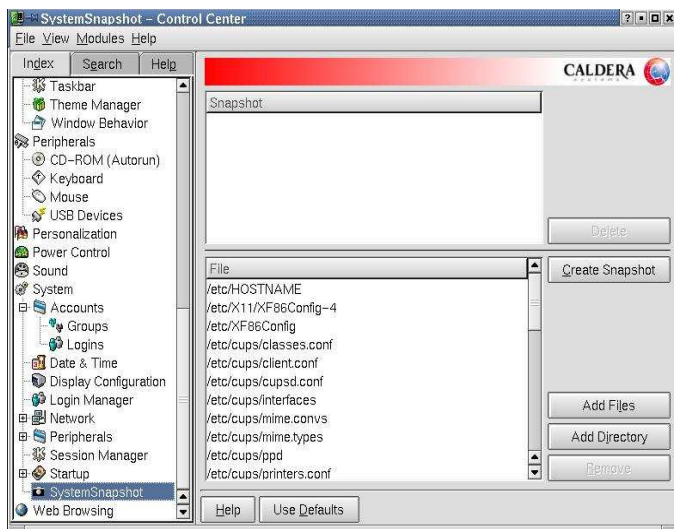 SystemSnapshot – Control Center
File View Modules Help
Index Search Help
Taskbar
Theme Manager
Window Behavior
Peripherals
CD-ROM (Autorun)
Keyboard
Mouse
USB Devices
Personalization
Power Control
Sound
System
Accounts
Groups
Logins
Date & Time
Display Configuration
Login Manager
Network
Peripherals
Session Manager
Startup
SystemSnapshot
Web Browsing
CALDERA
systems
Snapshot
Delete
File
/etc/HOSTNAME
/etc/X11/XF86Config-4
/etc/XF86Config
/etc/cups/classes.conf
/etc/cups/client.conf
/etc/cups/cupsd.conf
/etc/cups/interfaces
/etc/cups/mime.convs
/etc/cups/mime.types
/etc/cups/ppd
/etc/cups/printers.conf
Create Snapshot
Add Files
Add Directory
Remove
Help Use Defaults